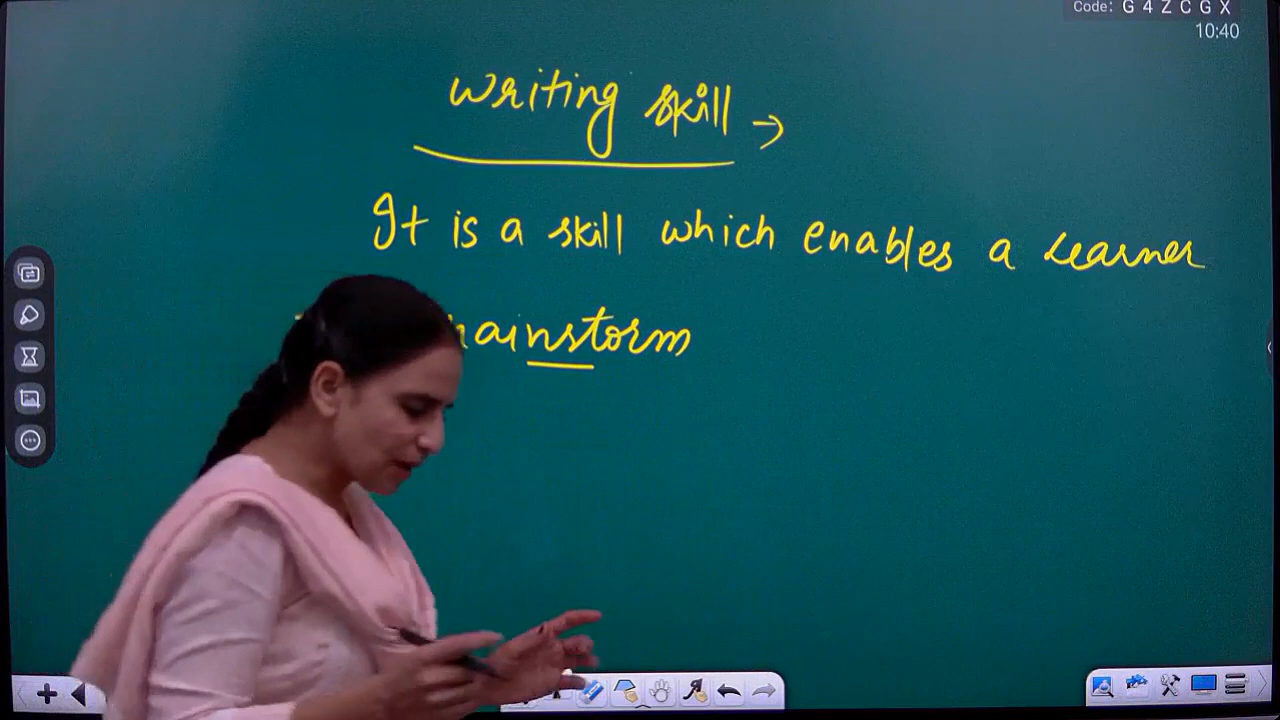 Code: G 4 Z C G X
10:40
writing skill →
It is a skill which enables a learner